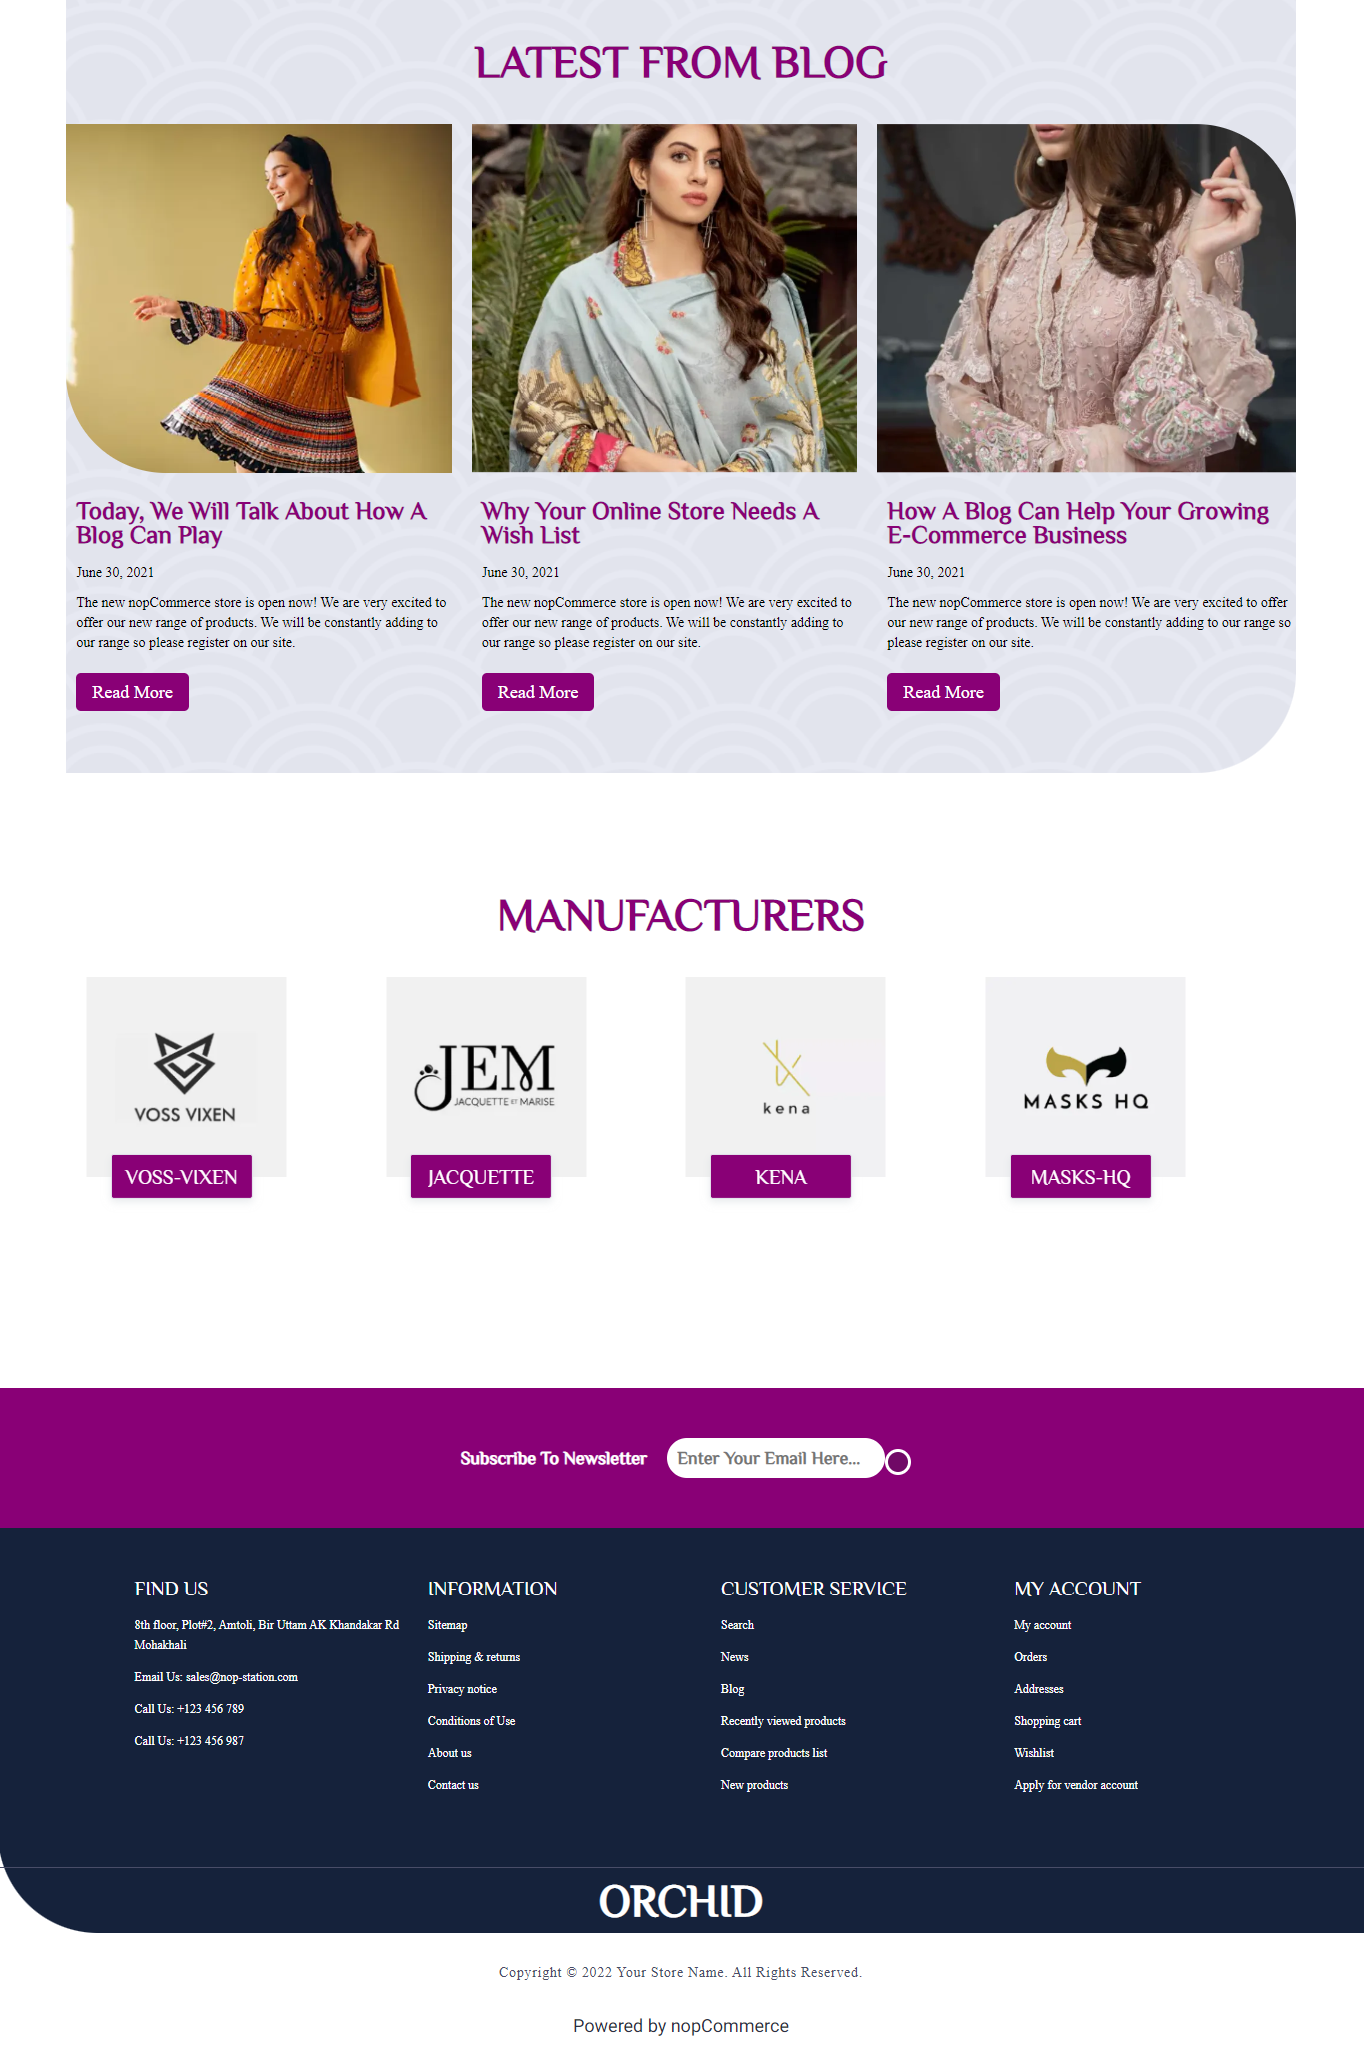 LATEST FROM BLOG
Today, We Will Talk About How A
Blog Can Play
June 30, 2021
The new nopCommerce store is open now! We are very excited to
offer our new range of products. We will be constantly adding to
our range so please register on our site.
Read More
Why Your Online Store Needs A
Wish List
June 30, 2021
The new nopCommerce store is open now! We are very excited to
offer our new range of products. We will be constantly adding to
our range so please register on our site.
Read More
How A Blog Can Help Your Growing
E-Commerce Business
June 30, 2021
The new nopCommerce store is open now! We are very excited to offer
our new range of products. We will be constantly adding to our range so
please register on our site.
Read More
MANUFACTURERS
VOSS VIXEN
VOSS-VIXEN
JEM
JACQUETTE ET MARISE
JACQUETTE
kena
KENA
MASKS HQ
MASKS-HQ
Subscribe To Newsletter
Enter Your Email Here...
FIND US
8th floor, Plot#2, Amtoli, Bir Uttam AK Khandakar Rd
Mohakhali
Email Us: sales@nop-station.com
Call Us: +123 456 789
Call Us: +123 456 987
INFORMATION
Sitemap
Shipping & returns
Privacy notice
Conditions of Use
About us
Contact us
CUSTOMER SERVICE
Search
News
Blog
Recently viewed products
Compare products list
New products
MY ACCOUNT
My account
Orders
Addresses
Shopping cart
Wishlist
Apply for vendor account
ORCHID
Copyright © 2022 Your Store Name. All Rights Reserved.
Powered by nopCommerce